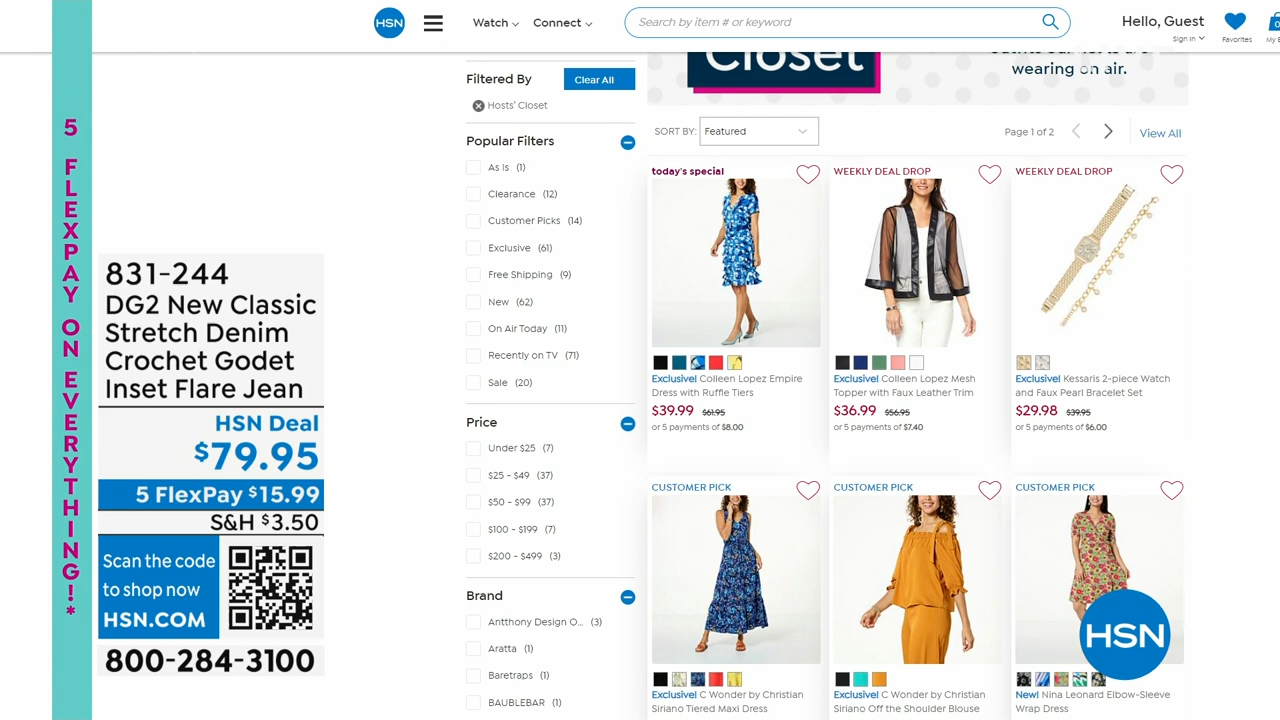 5 FLEXPAY ON EVERYTHING!*
HSN
Watch
Connect
Search by item # or keyword
Hello, Guest
Sign In
Favorites
0
Closet
wearing on air.
Filtered By
Clear All
Hosts' Closet
SORT BY:
Featured
Page 1 of 2
View All
Popular Filters
As Is (1)
Clearance (12)
Customer Picks (14)
Exclusive (61)
Free Shipping (9)
New (62)
On Air Today (11)
Recently on TV (71)
Sale (20)
Price
Under $25 (7)
$25 - $49 (37)
$50 - $99 (37)
$100 - $199 (7)
$200 - $499 (3)
Brand
Antthony Design O... (3)
Aratta (1)
Baretraps (1)
BAUBLEBAR (1)
today's special
Exclusive! Colleen Lopez Empire
Dress with Ruffle Tiers
$39.99 $61.95
or 5 payments of $8.00
WEEKLY DEAL DROP
Exclusive! Colleen Lopez Mesh
Topper with Faux Leather Trim
$36.99 $56.95
or 5 payments of $7.40
WEEKLY DEAL DROP
Exclusive! Kessaris 2-piece Watch
and Faux Pearl Bracelet Set
$29.98 $39.95
or 5 payments of $6.00
CUSTOMER PICK
Exclusive! C Wonder by Christian
Siriano Tiered Maxi Dress
CUSTOMER PICK
Exclusive! C Wonder by Christian
Siriano Off the Shoulder Blouse
CUSTOMER PICK
New! Nina Leonard Elbow-Sleeve
Wrap Dress
HSN
831-244
DG2 New Classic
Stretch Denim
Crochet Godet
Inset Flare Jean
HSN Deal
$79.95
5 FlexPay $15.99
S&H $3.50
Scan the code
to shop now
HSN.COM
800-284-3100